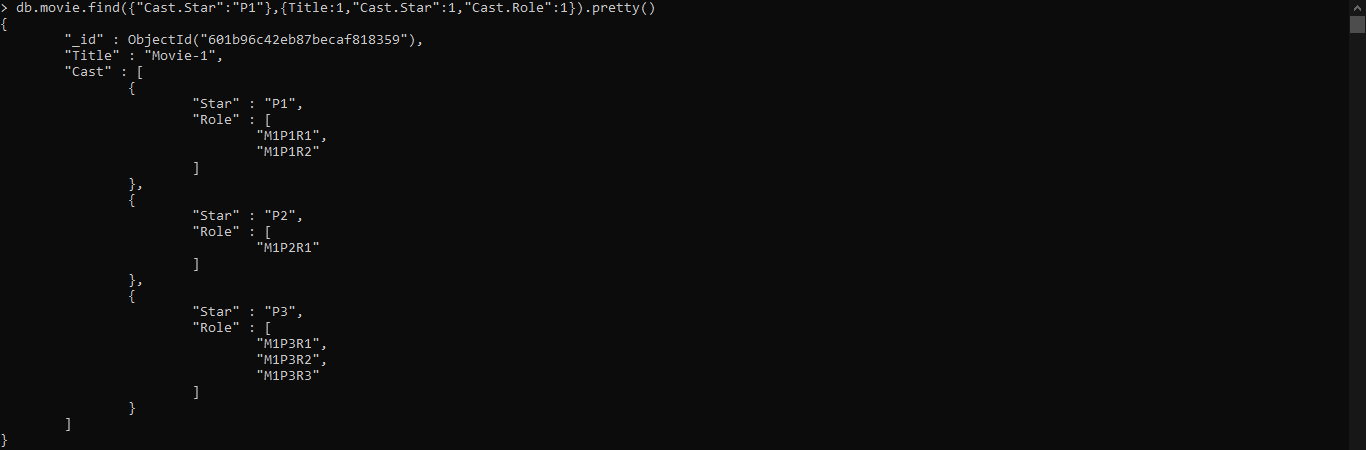 > db.movie.find({"Cast.Star":"P1"},{Title:1,"Cast.Star":1,"Cast.Role":1}).pretty()
{
        "_id" : ObjectId("601b96c42eb87becaf818359"),
        "Title" : "Movie-1",
        "Cast" : [
                {
                        "Star" : "P1",
                        "Role" : [
                                "M1P1R1",
                                "M1P1R2"
                        ]
                },
                {
                        "Star" : "P2",
                        "Role" : [
                                "M1P2R1"
                        ]
                },
                {
                        "Star" : "P3",
                        "Role" : [
                                "M1P3R1",
                                "M1P3R2",
                                "M1P3R3"
                        ]
                }
        ]
}